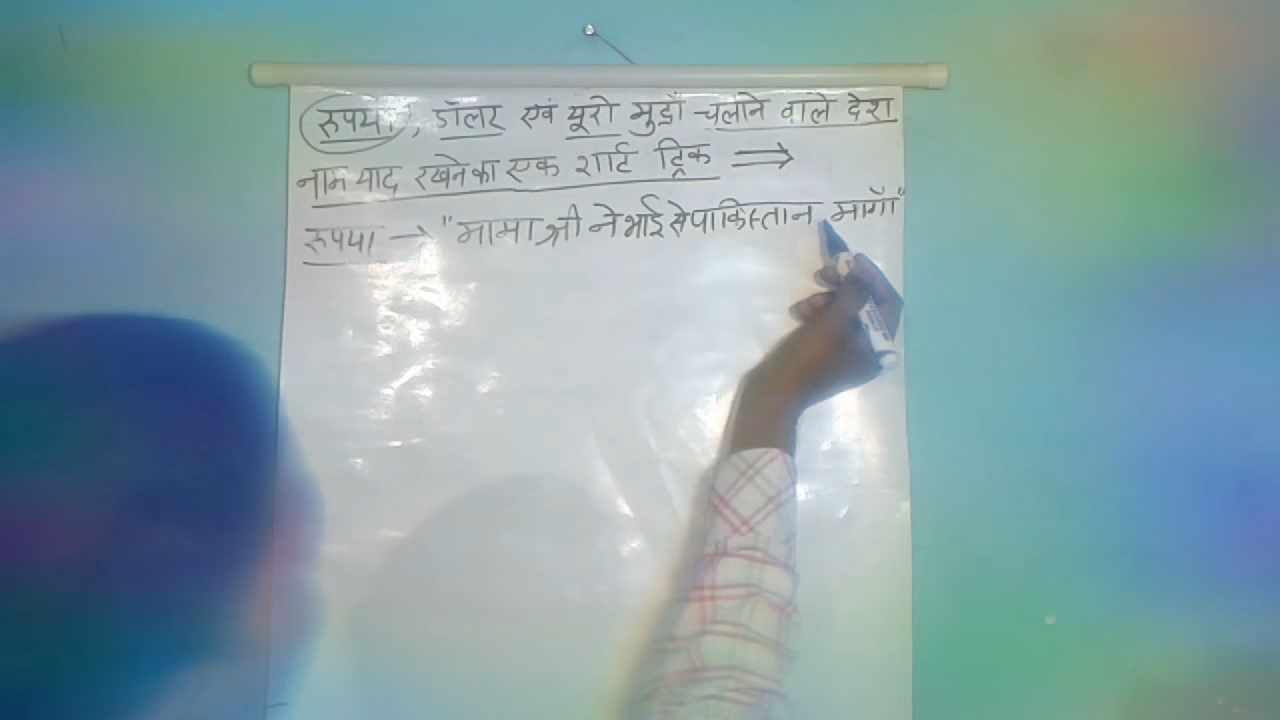 रुपया, डॉलर एवं यूरो मुद्राँ चलाने वाले देश
नाम याद रखने का एक शार्ट ट्रिक ⇒
रुपया → "मामा श्री ने भाई से पाकिस्तान मागाँ"